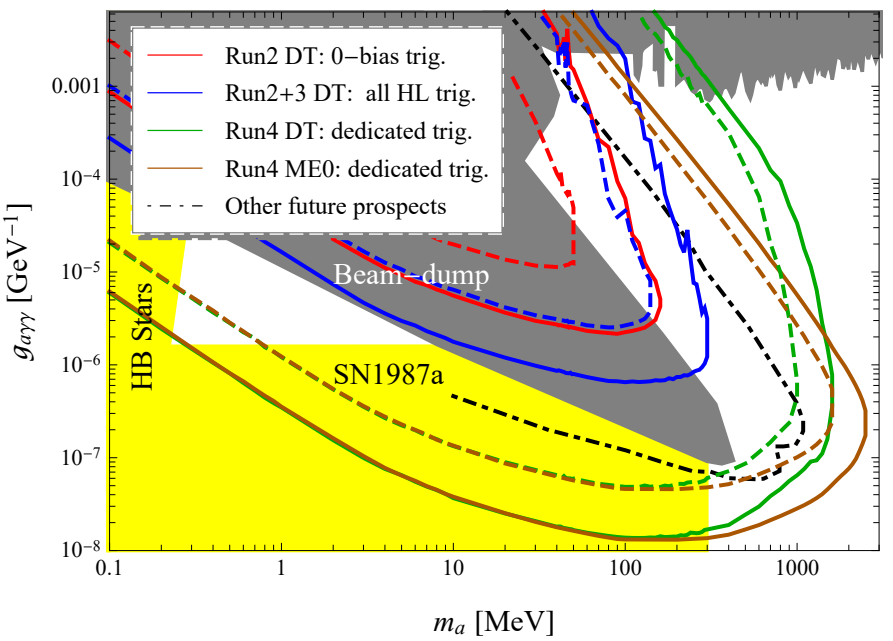 Run2 DT: 0−bias trig.
Run2+3 DT: all HL trig.
Run4 DT: dedicated trig.
Run4 ME0: dedicated trig.
Other future prospects
0.001
10⁻⁴
10⁻⁵
10⁻⁶
10⁻⁷
10⁻⁸
g_{aγγ} [GeV⁻¹]
Beam−dump
HB Stars
SN1987a
0.1 1 10 100 1000
m_a [MeV]